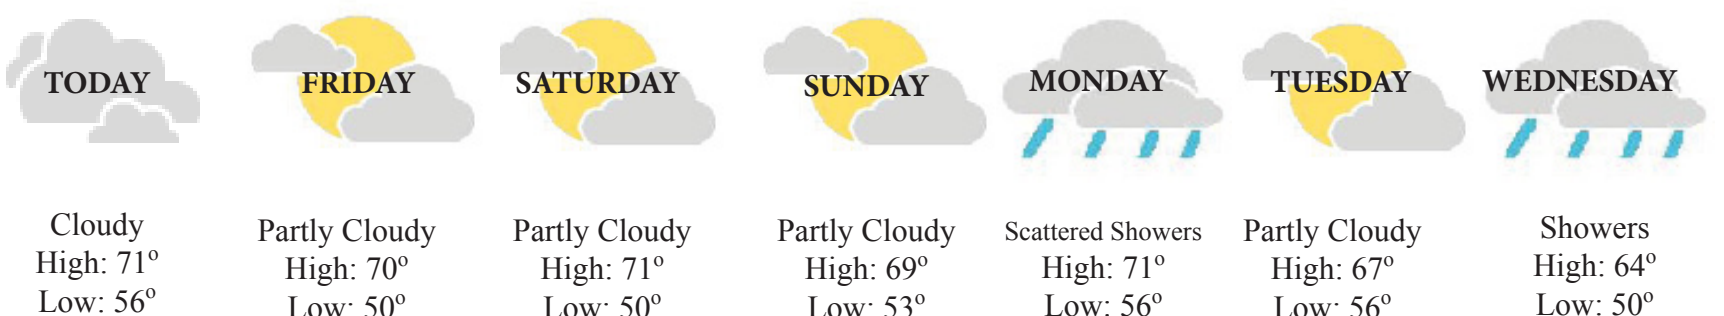 TODAY
Cloudy
High: 71º
Low: 56º
FRIDAY
Partly Cloudy
High: 70º
Low: 50º
SATURDAY
Partly Cloudy
High: 71º
Low: 50º
SUNDAY
Partly Cloudy
High: 69º
Low: 53º
MONDAY
Scattered Showers
High: 71º
Low: 56º
TUESDAY
Partly Cloudy
High: 67º
Low: 56º
WEDNESDAY
Showers
High: 64º
Low: 50º